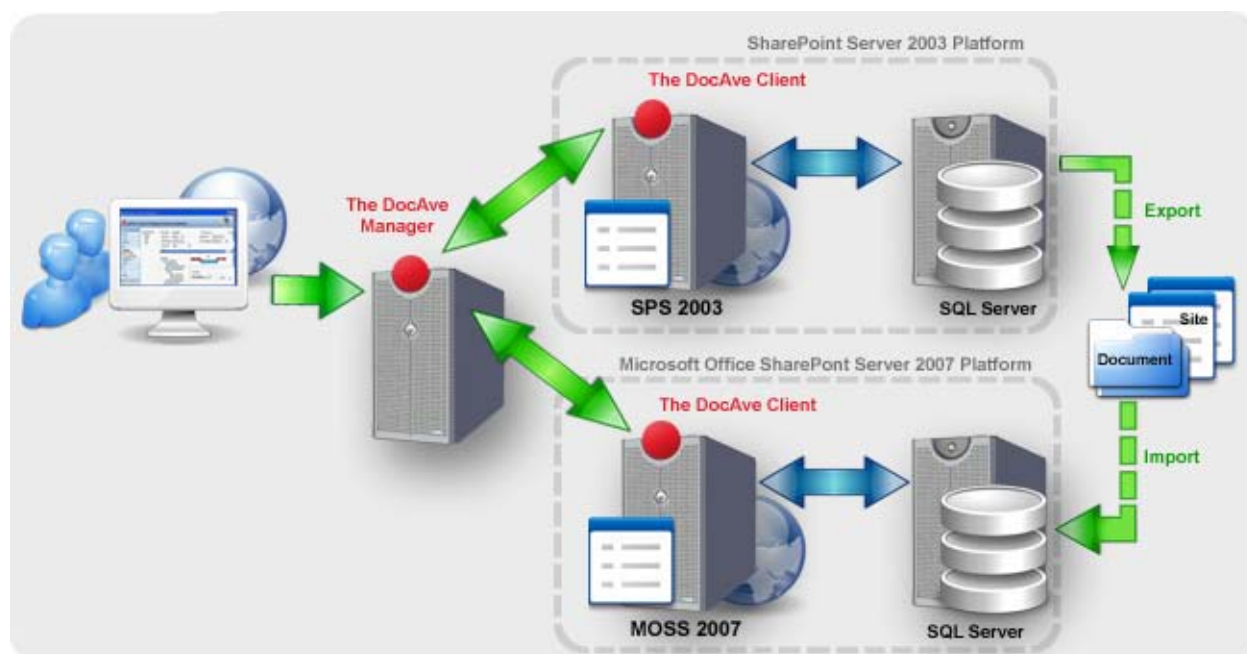 SharePoint Server 2003 Platform
The DocAve Client
The DocAve
Manager
SPS 2003
SQL Server
Export
Site
Document
Microsoft Office SharePont Server 2007 Platform
The DocAve Client
Import
MOSS 2007
SQL Server